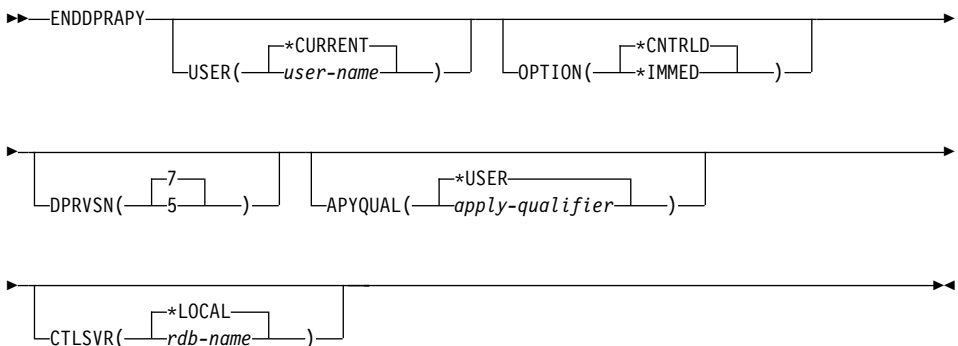 ENDDPRAPY
*CURRENT
USER( user-name )
*CNTRLD
OPTION( *IMMED )
7
DPRVSN( 5 )
*USER
APYQUAL( apply-qualifier )
*LOCAL
CTLSVR( rdb-name )